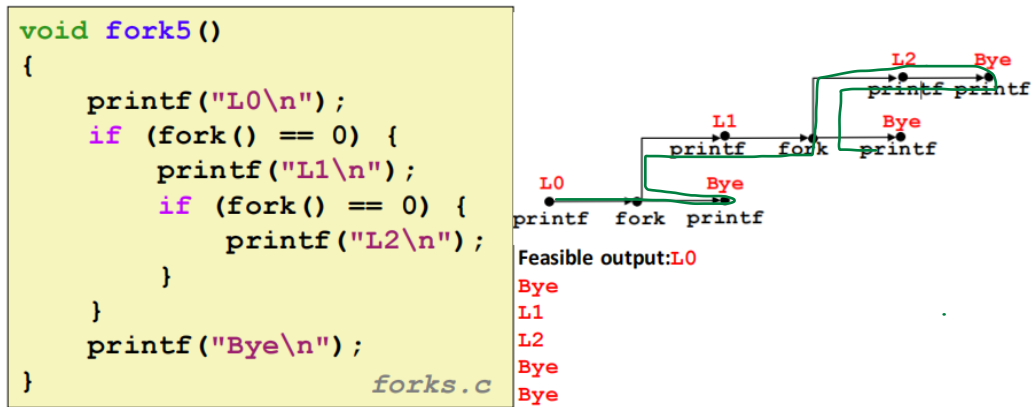 void fork5()
{
    printf("L0\n");
    if (fork() == 0) {
        printf("L1\n");
        if (fork() == 0) {
            printf("L2\n");
        }
    }
    printf("Bye\n");
}
forks.c
L2 Bye
printf printf
L1 Bye
printf fork printf
L0 Bye
printf fork printf
Feasible output:L0
Bye
L1
L2
Bye
Bye